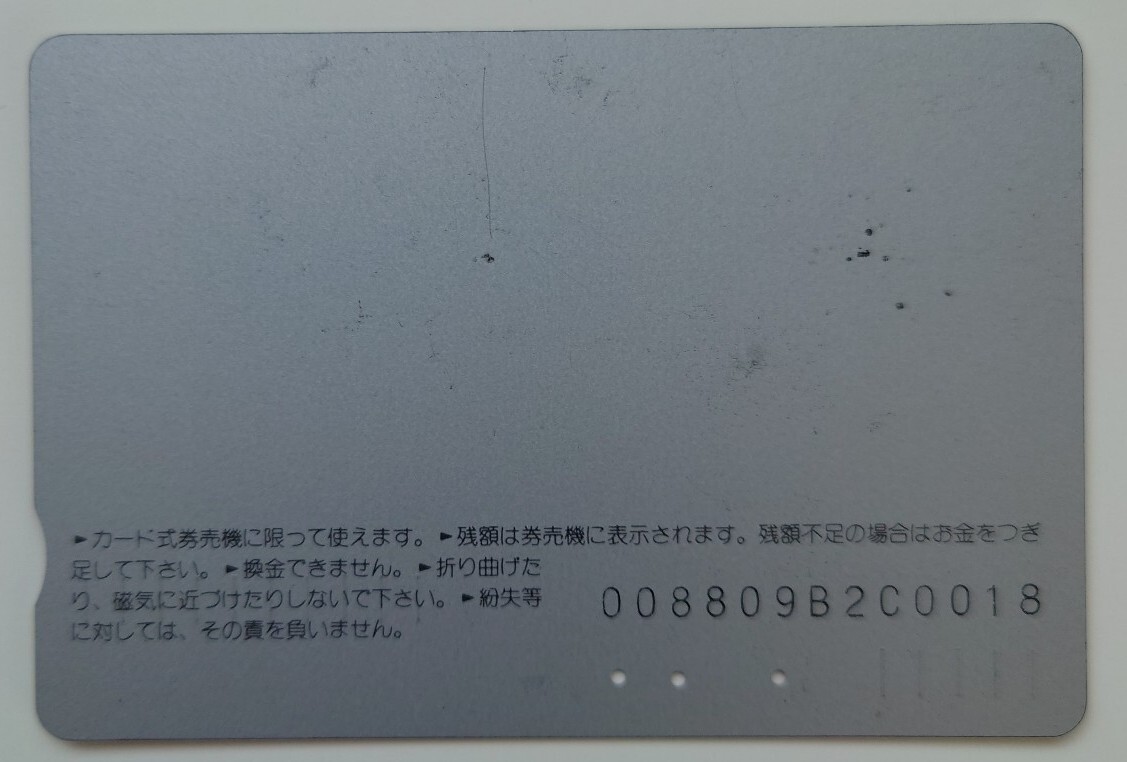 ►カード式券売機に限って使えます。►残額は券売機に表示されます。残額不足の場合はお金をつぎ
足して下さい。►換金できません。►折り曲げた
り、磁気に近づけたりしないで下さい。►紛失等
に対しては、その責を負いません。
008809B2C0018